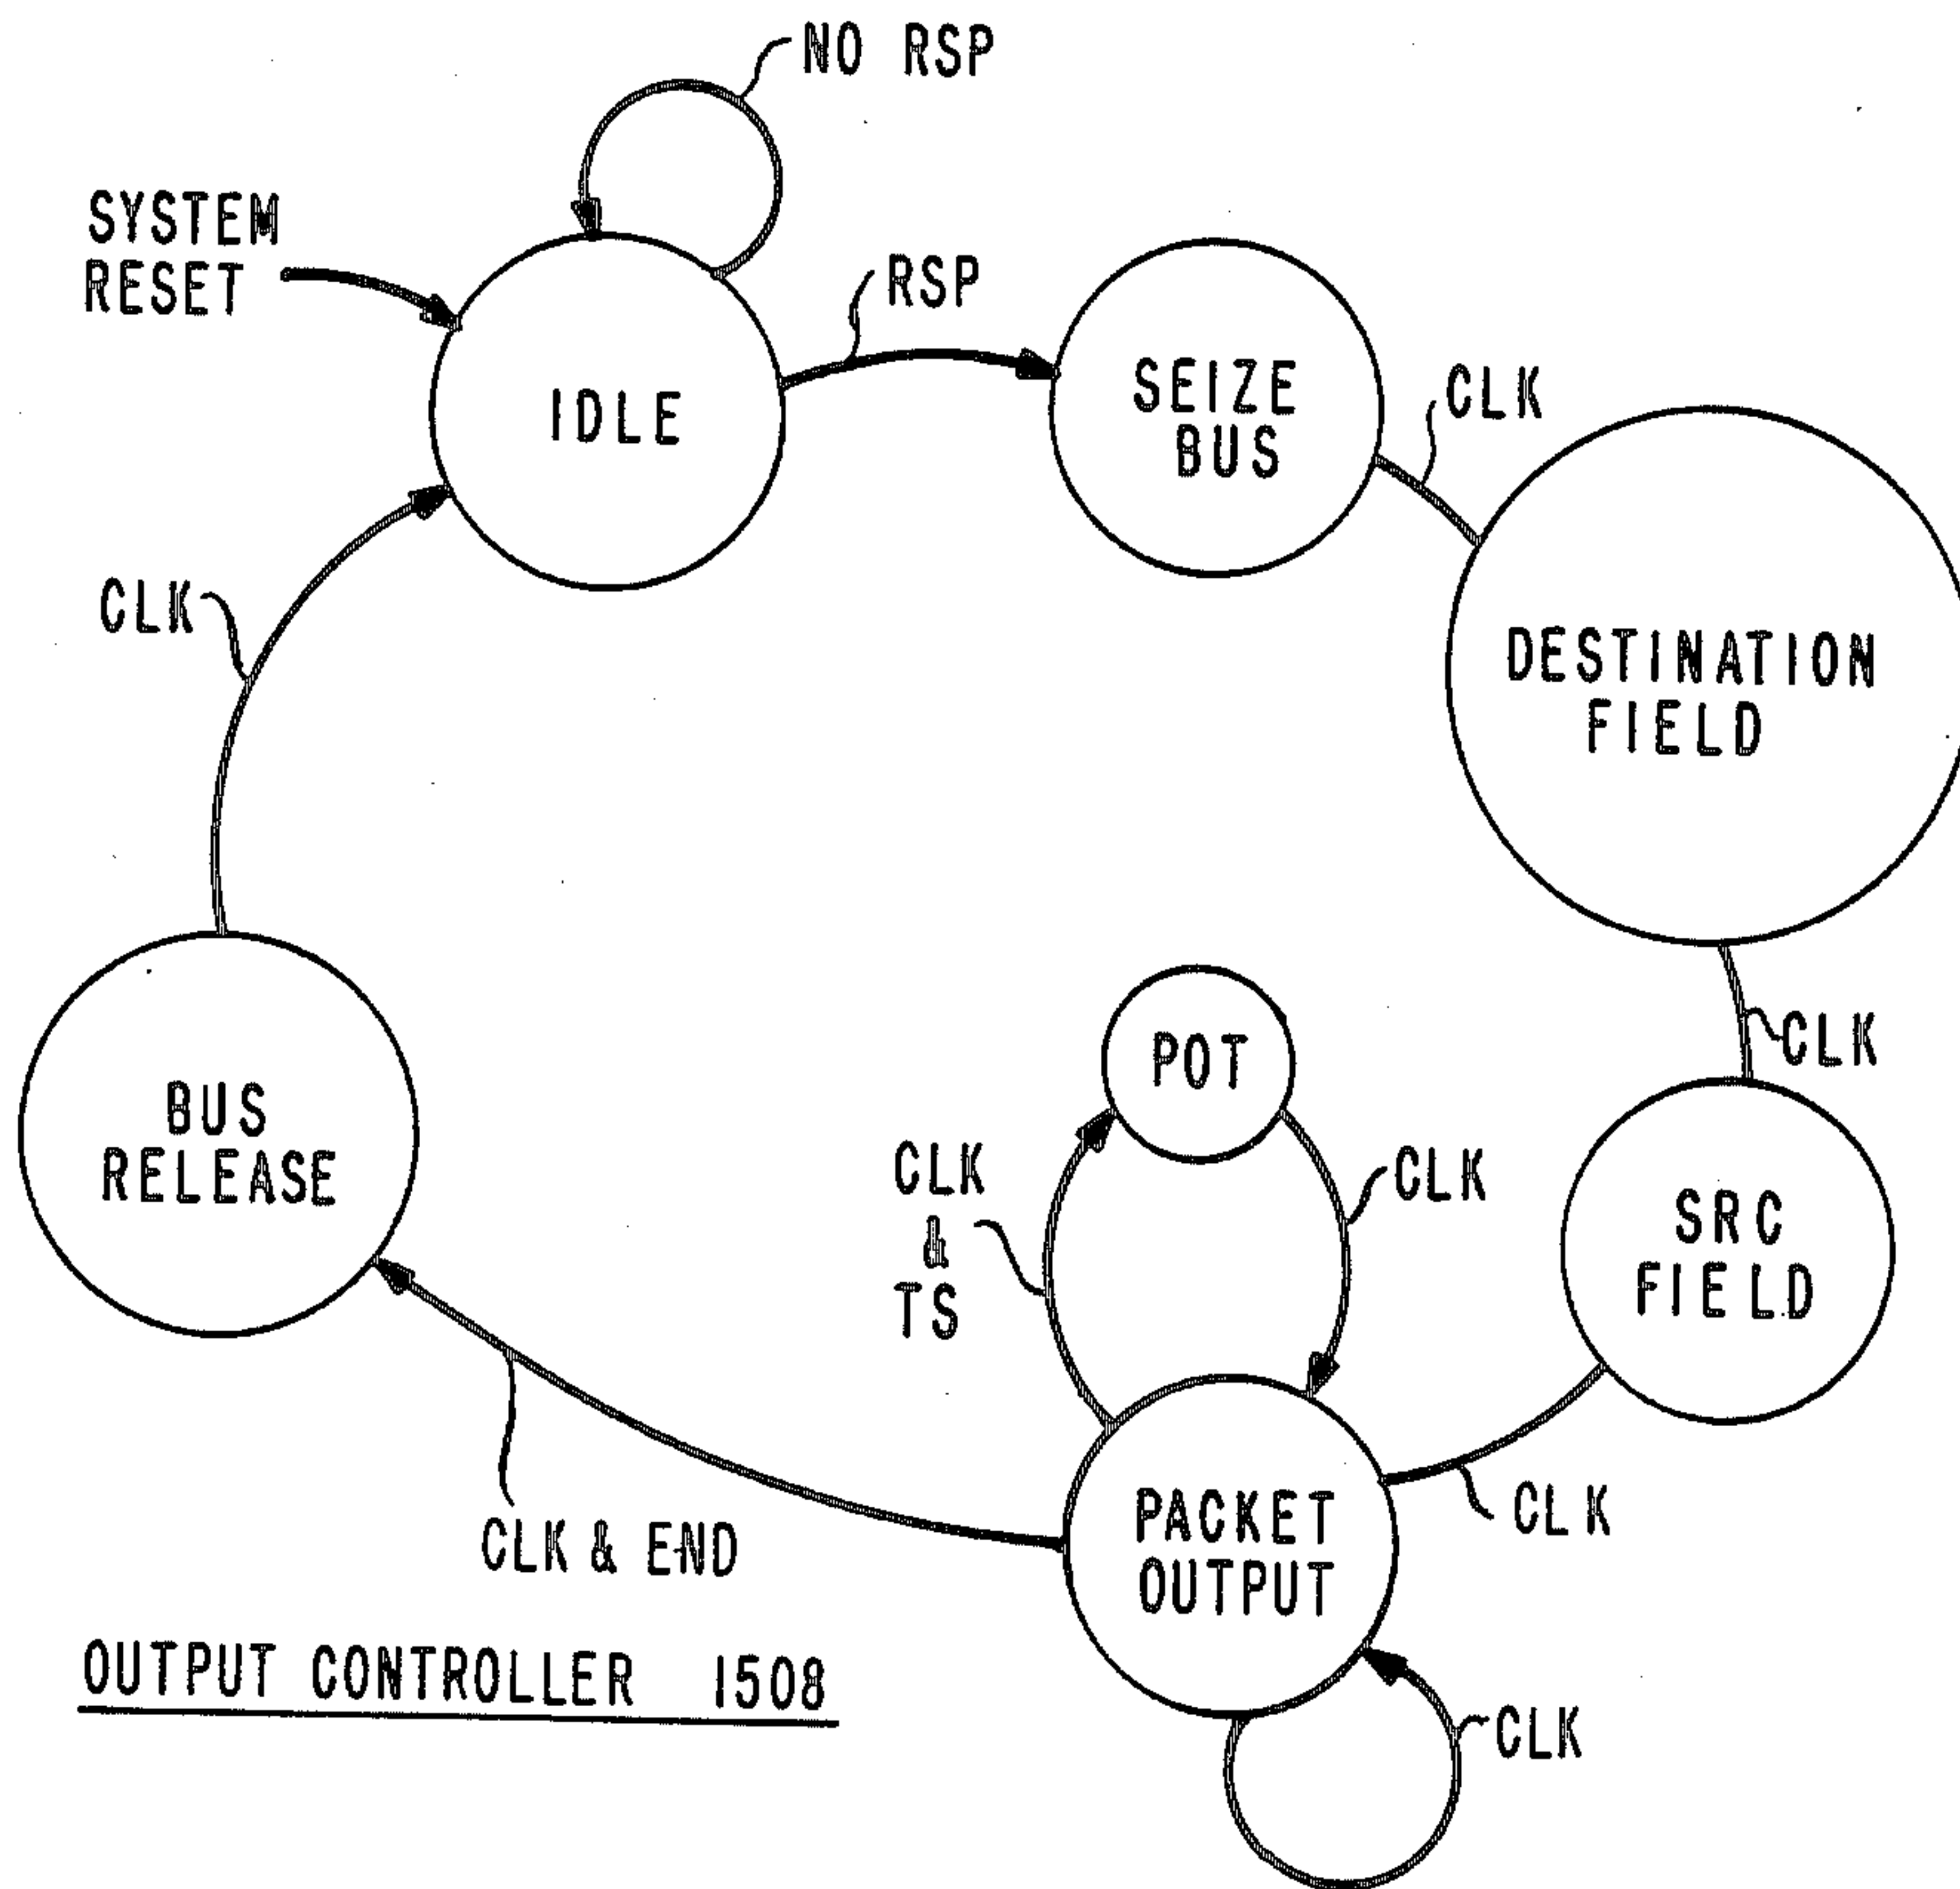 NO RSP
SYSTEM
RESET
RSP
IDLE
SEIZE
BUS
CLK
CLK
DESTINATION
FIELD
CLK
POT
BUS
RELEASE
CLK
&
TS
CLK
SRC
FIELD
PACKET
OUTPUT
CLK
CLK & END
OUTPUT CONTROLLER 1508
CLK